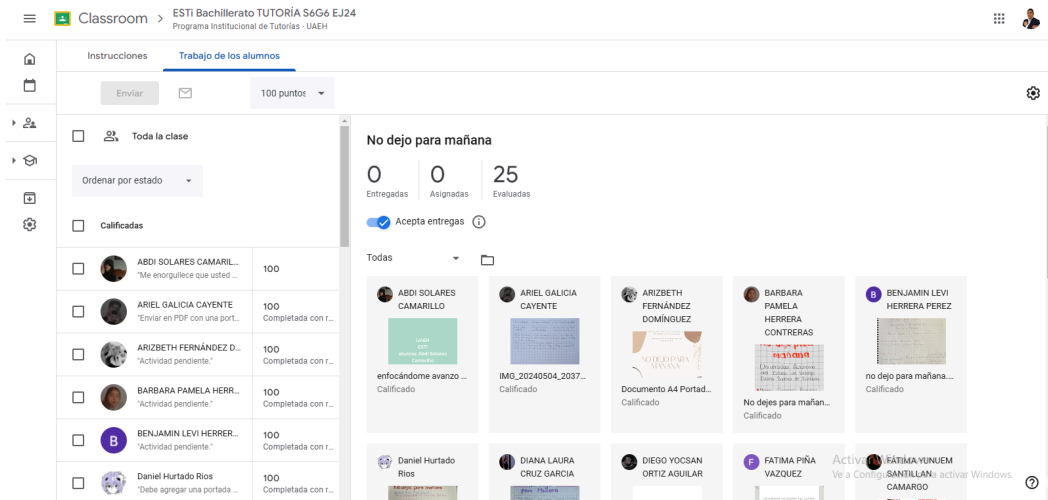 Classroom > ESTi Bachillerato TUTORÍA S6G6 EJ24
Programa Institucional de Tutorías - UAEH
Instrucciones Trabajo de los alumnos
Enviar 100 puntos
Toda la clase
Ordenar por estado
Calificadas
ABDI SOLARES CAMARIL... 100
"Me enorgullece que usted ...
ARIEL GALICIA CAYENTE 100
"Enviar en PDF con una port... Completada con r...
ARIZBETH FERNÁNDEZ D... 100
"Actividad pendiente." Completada con r...
BARBARA PAMELA HERR... 100
"Actividad pendiente." Completada con r...
B BENJAMIN LEVI HERRER... 100
"Actividad pendiente." Completada con r...
Daniel Hurtado Rios 100
"Debe agregar una portada ... Completada con r...
No dejo para mañana
0 0 25
Entregadas Asignadas Evaluadas
Acepta entregas
Todas
ABDI SOLARES CAMARILLO
UAEH
ESTI
enfocándome avanzo ...
Calificado
ARIEL GALICIA CAYENTE
IMG_20240504_2037...
Calificado
ARIZBETH FERNÁNDEZ DOMÍNGUEZ
NO DEJO PARA MAÑANA
Documento A4 Portad...
Calificado
BARBARA PAMELA HERRERA CONTRERAS
mañana
No dejes para mañan...
Calificado
B BENJAMIN LEVI HERRERA PEREZ
no dejo para mañana....
Calificado
Daniel Hurtado Rios
DIANA LAURA CRUZ GARCIA
DIEGO YOCSAN ORTIZ AGUILAR
F FATIMA PIÑA VAZQUEZ
FATIMA YUNUEM SANTILLAN CAMARGO
Activar Windows
Ve a Configuración para activar Windows.